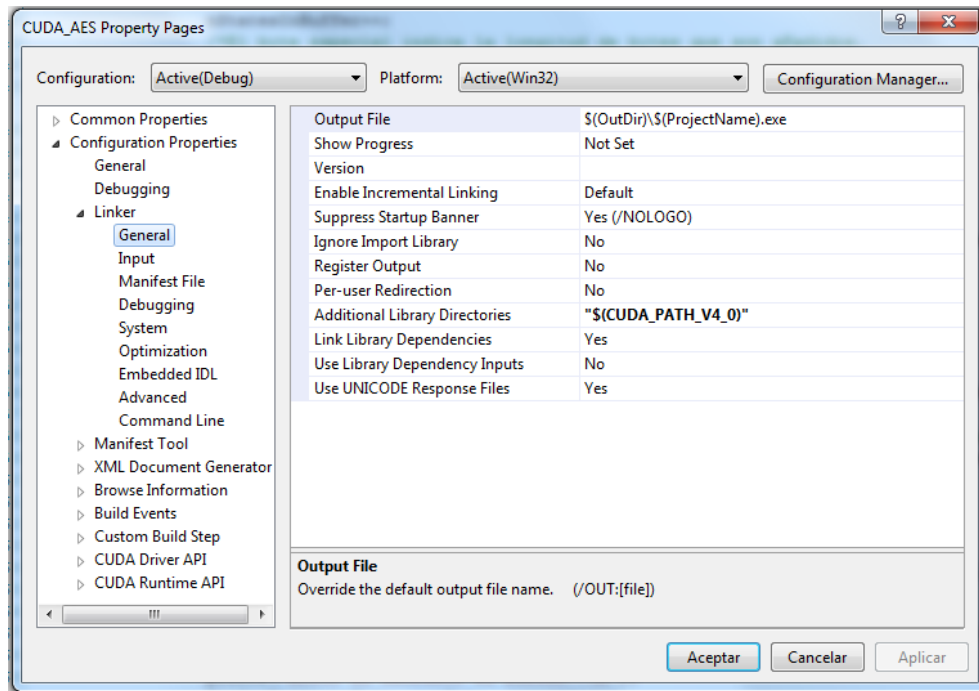 CUDA_AES Property Pages
Configuration: Active(Debug) Platform: Active(Win32) Configuration Manager...
Common Properties
Configuration Properties
General
Debugging
Linker
General
Input
Manifest File
Debugging
System
Optimization
Embedded IDL
Advanced
Command Line
Manifest Tool
XML Document Generator
Browse Information
Build Events
Custom Build Step
CUDA Driver API
CUDA Runtime API
Output File $(OutDir)\$(ProjectName).exe
Show Progress Not Set
Version
Enable Incremental Linking Default
Suppress Startup Banner Yes (/NOLOGO)
Ignore Import Library No
Register Output No
Per-user Redirection No
Additional Library Directories "$(CUDA_PATH_V4_0)"
Link Library Dependencies Yes
Use Library Dependency Inputs No
Use UNICODE Response Files Yes
Output File
Override the default output file name. (/OUT:[file])
Aceptar Cancelar Aplicar